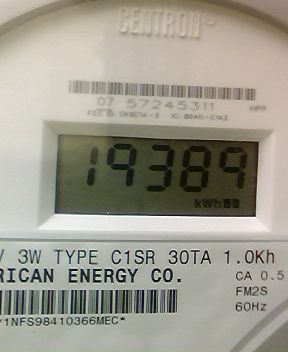 CENTRON
07 57245311
19389
kWh
V 3W TYPE C1SR 30TA 1.0Kh
RICAN ENERGY CO.
CA 0.5
FM2S
60Hz
*1NFS98410366MEC*